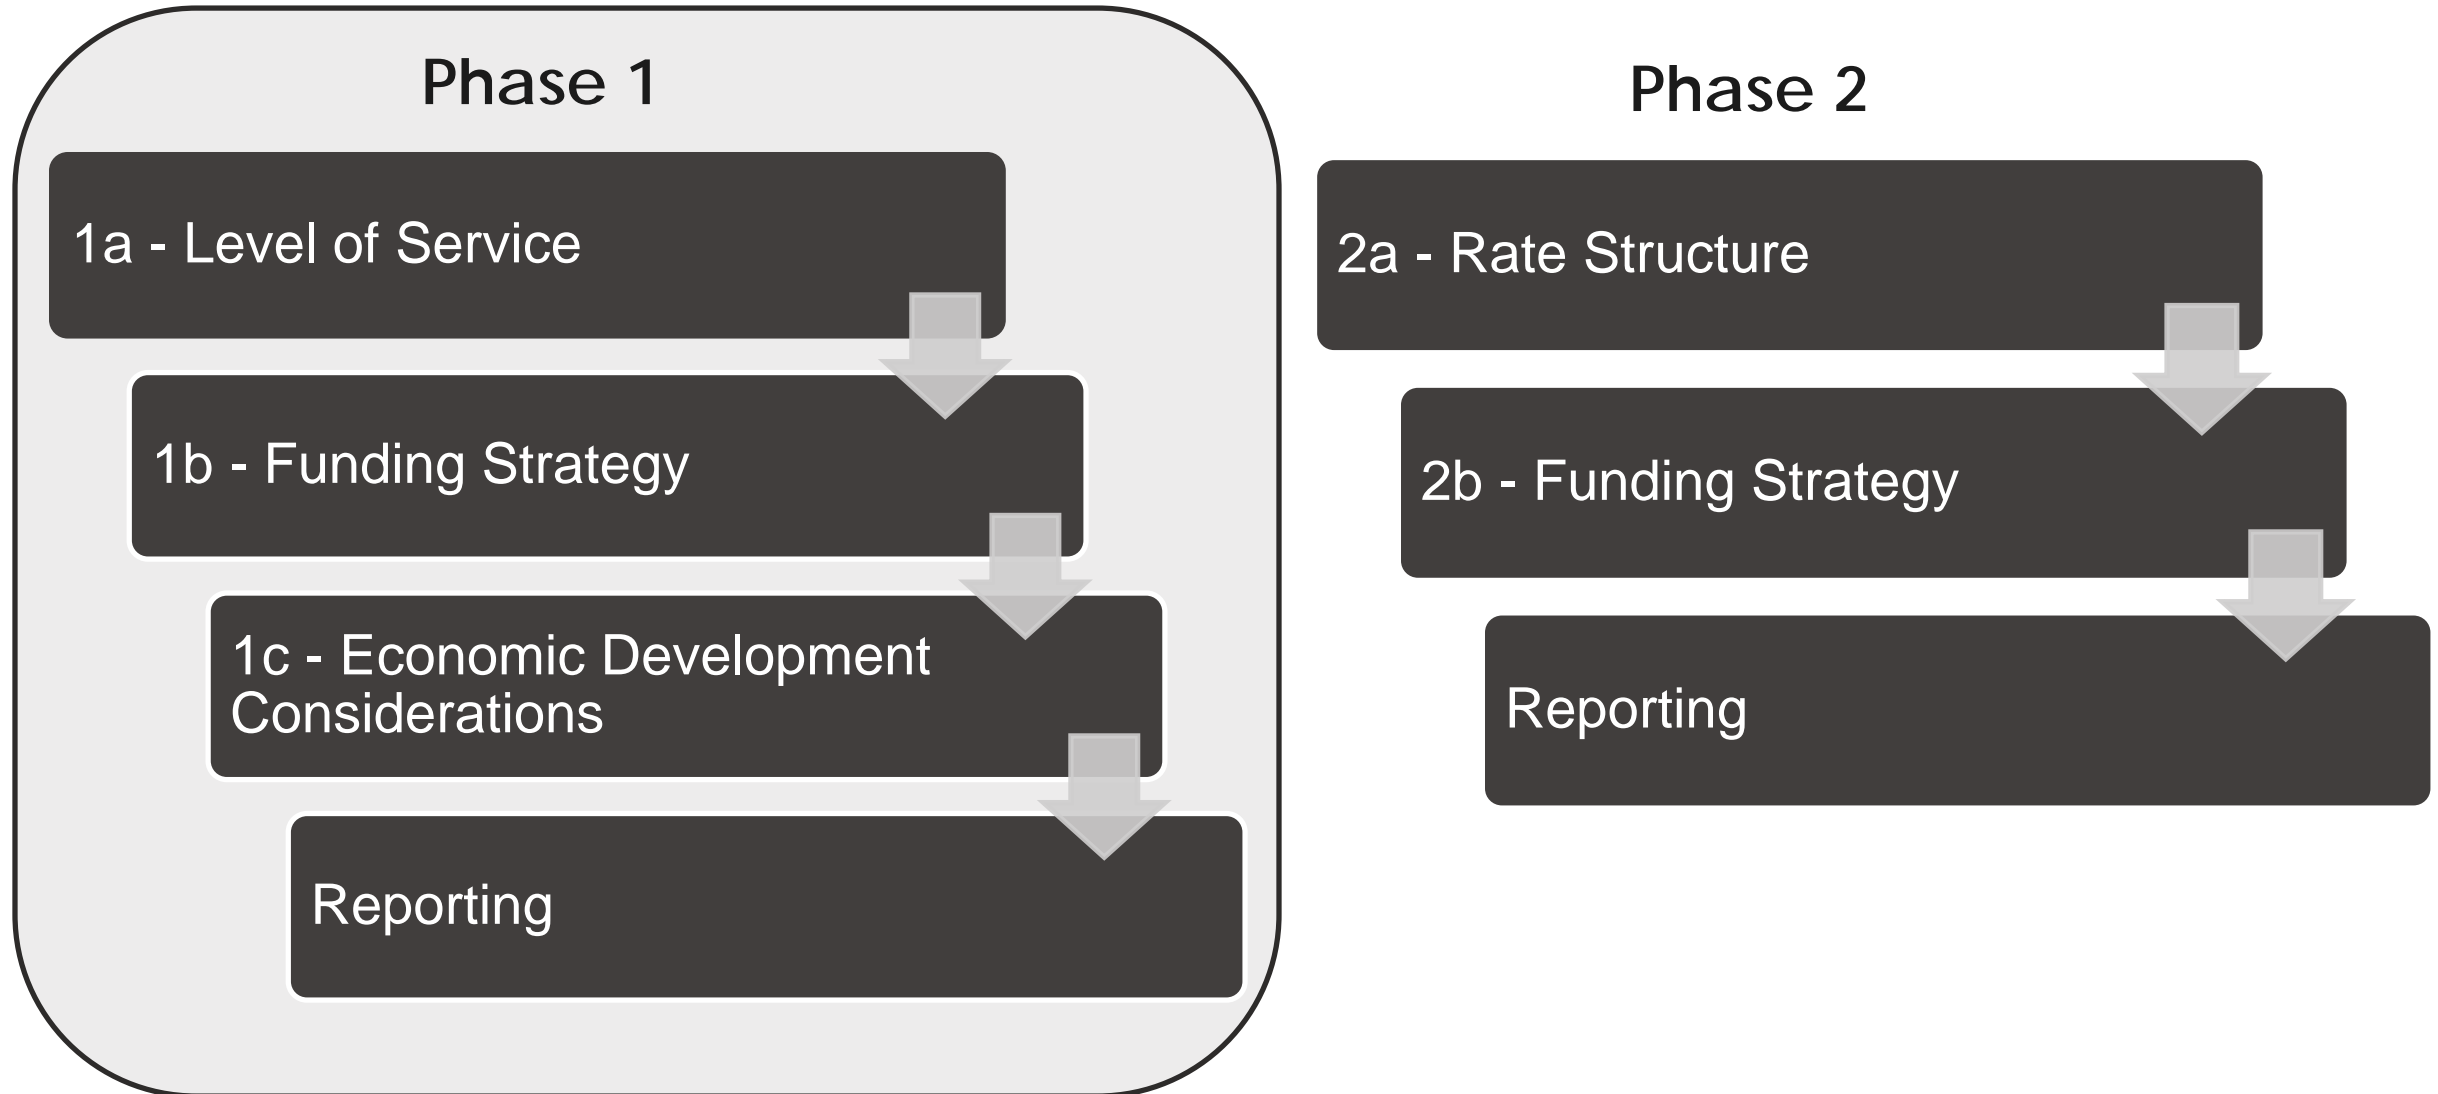 Phase 1
1a - Level of Service
1b - Funding Strategy
1c - Economic Development
Considerations
Reporting
Phase 2
2a - Rate Structure
2b - Funding Strategy
Reporting